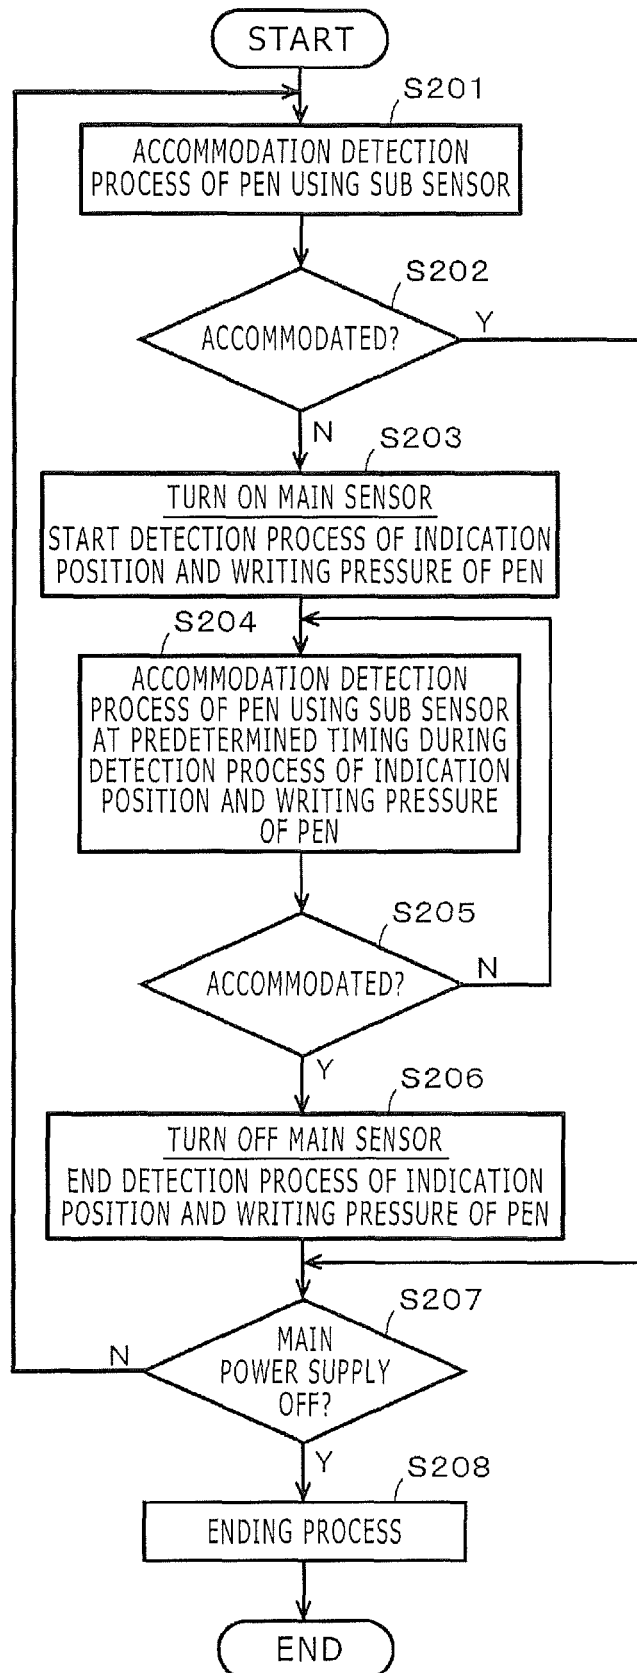 START
S201
ACCOMMODATION DETECTION
PROCESS OF PEN USING SUB SENSOR
S202
ACCOMMODATED?
Y
N
S203
TURN ON MAIN SENSOR
START DETECTION PROCESS OF INDICATION
POSITION AND WRITING PRESSURE OF PEN
S204
ACCOMMODATION DETECTION
PROCESS OF PEN USING SUB SENSOR
AT PREDETERMINED TIMING DURING
DETECTION PROCESS OF INDICATION
POSITION AND WRITING PRESSURE
OF PEN
S205
ACCOMMODATED?
N
Y
S206
TURN OFF MAIN SENSOR
END DETECTION PROCESS OF INDICATION
POSITION AND WRITING PRESSURE OF PEN
S207
N
MAIN
POWER SUPPLY
OFF?
Y
S208
ENDING PROCESS
END